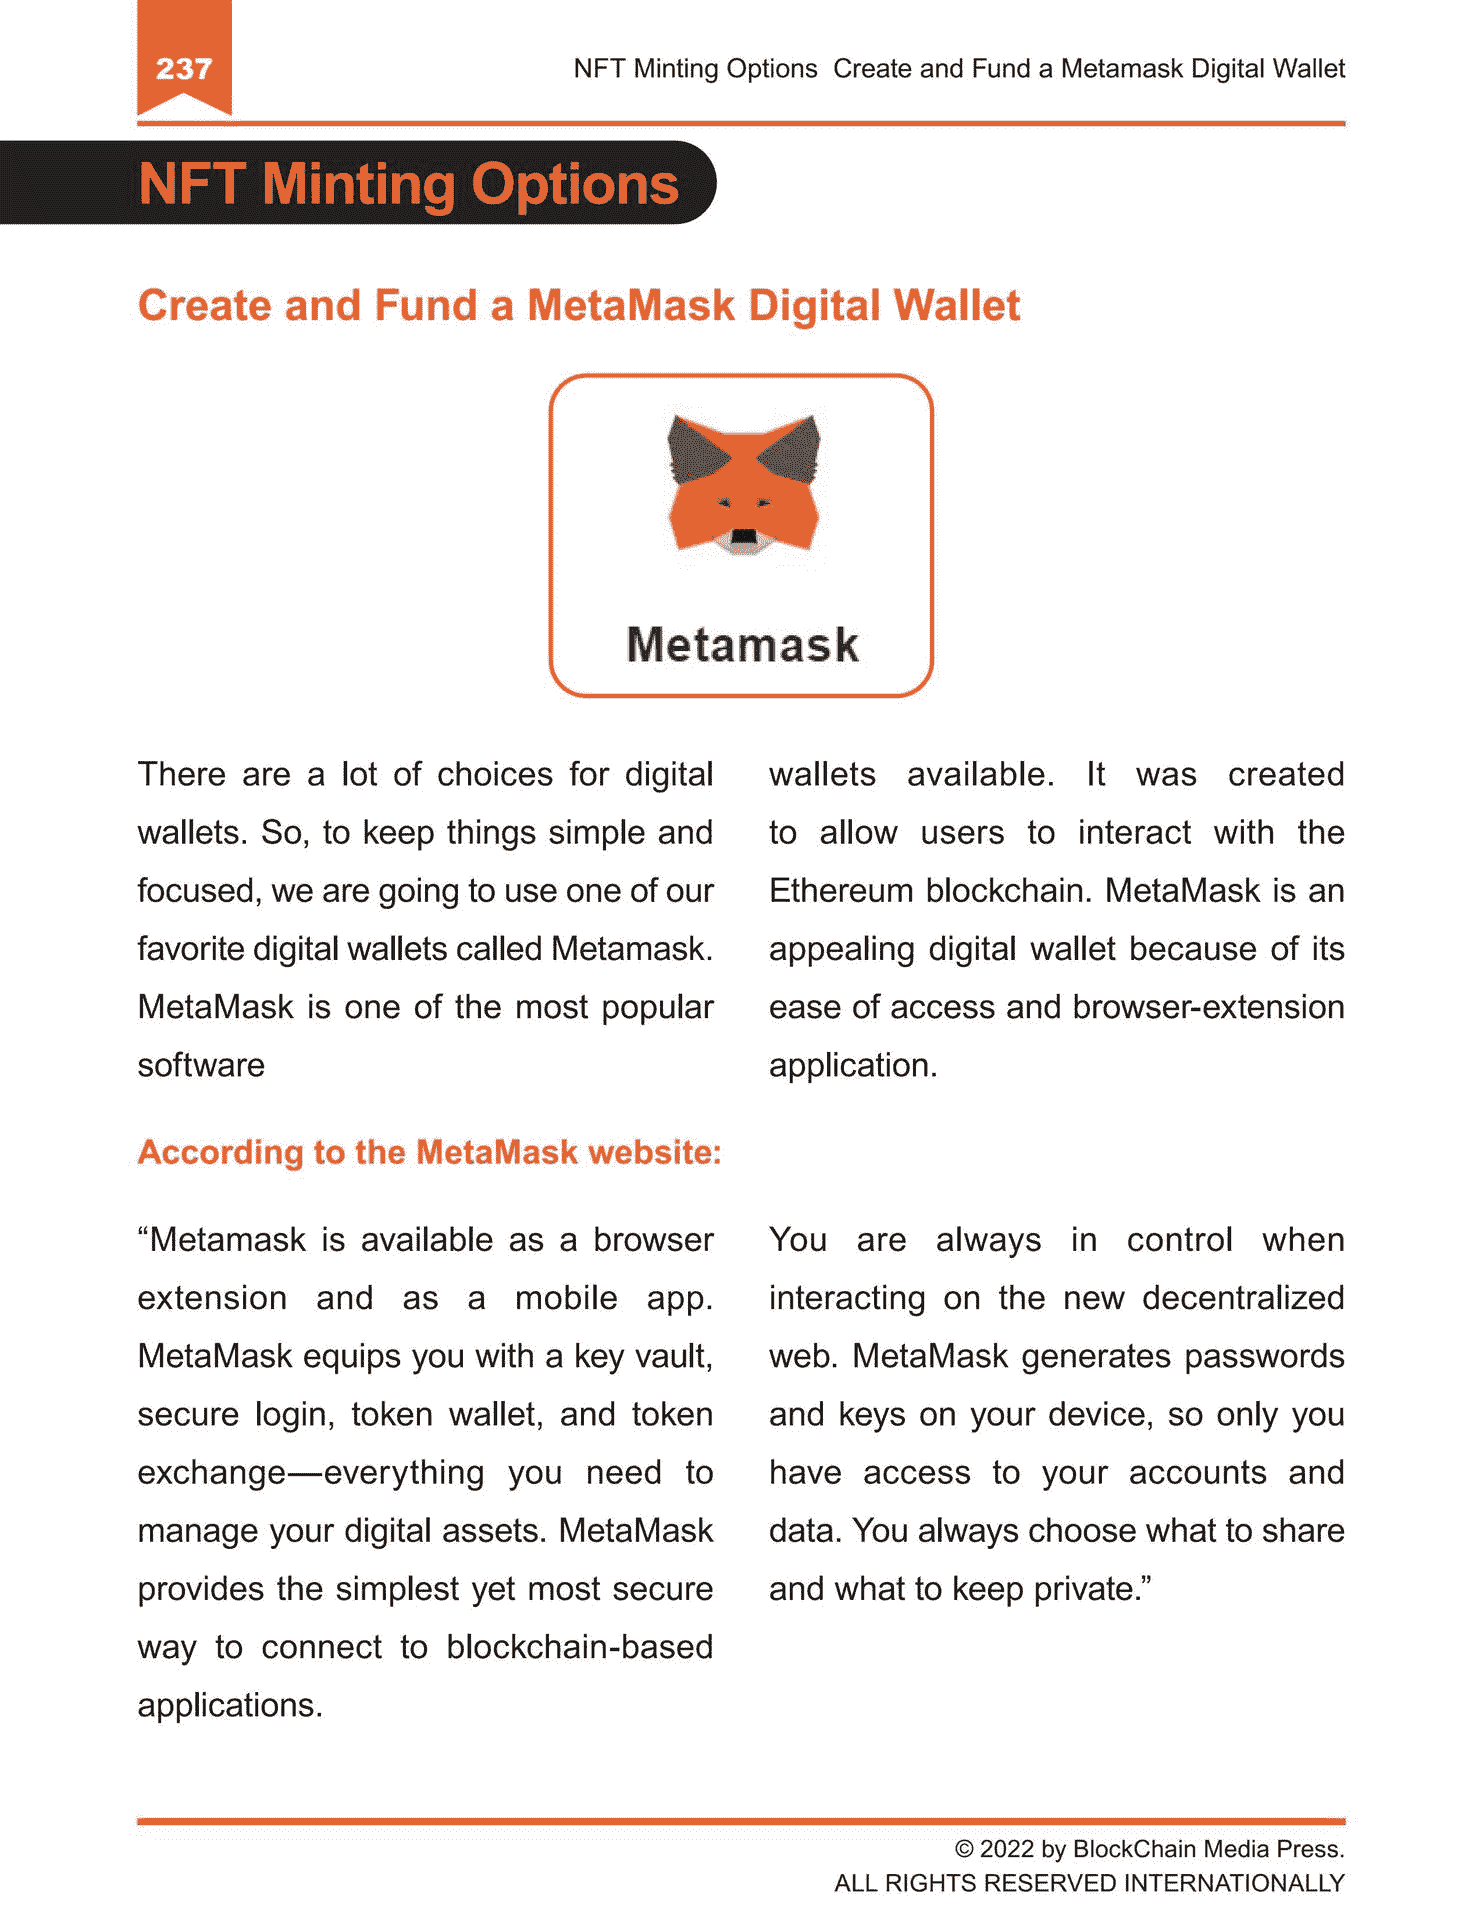 237
NFT Minting Options  Create and Fund a Metamask Digital Wallet
NFT Minting Options
Create and Fund a MetaMask Digital Wallet
Metamask
There are a lot of choices for digital
wallets. So, to keep things simple and
focused, we are going to use one of our
favorite digital wallets called Metamask.
MetaMask is one of the most popular
software
wallets available. It was created
to allow users to interact with the
Ethereum blockchain. MetaMask is an
appealing digital wallet because of its
ease of access and browser-extension
application.
According to the MetaMask website:
“Metamask is available as a browser
extension and as a mobile app.
MetaMask equips you with a key vault,
secure login, token wallet, and token
exchange—everything you need to
manage your digital assets. MetaMask
provides the simplest yet most secure
way to connect to blockchain-based
applications.
You are always in control when
interacting on the new decentralized
web. MetaMask generates passwords
and keys on your device, so only you
have access to your accounts and
data. You always choose what to share
and what to keep private.”
© 2022 by BlockChain Media Press.
ALL RIGHTS RESERVED INTERNATIONALLY